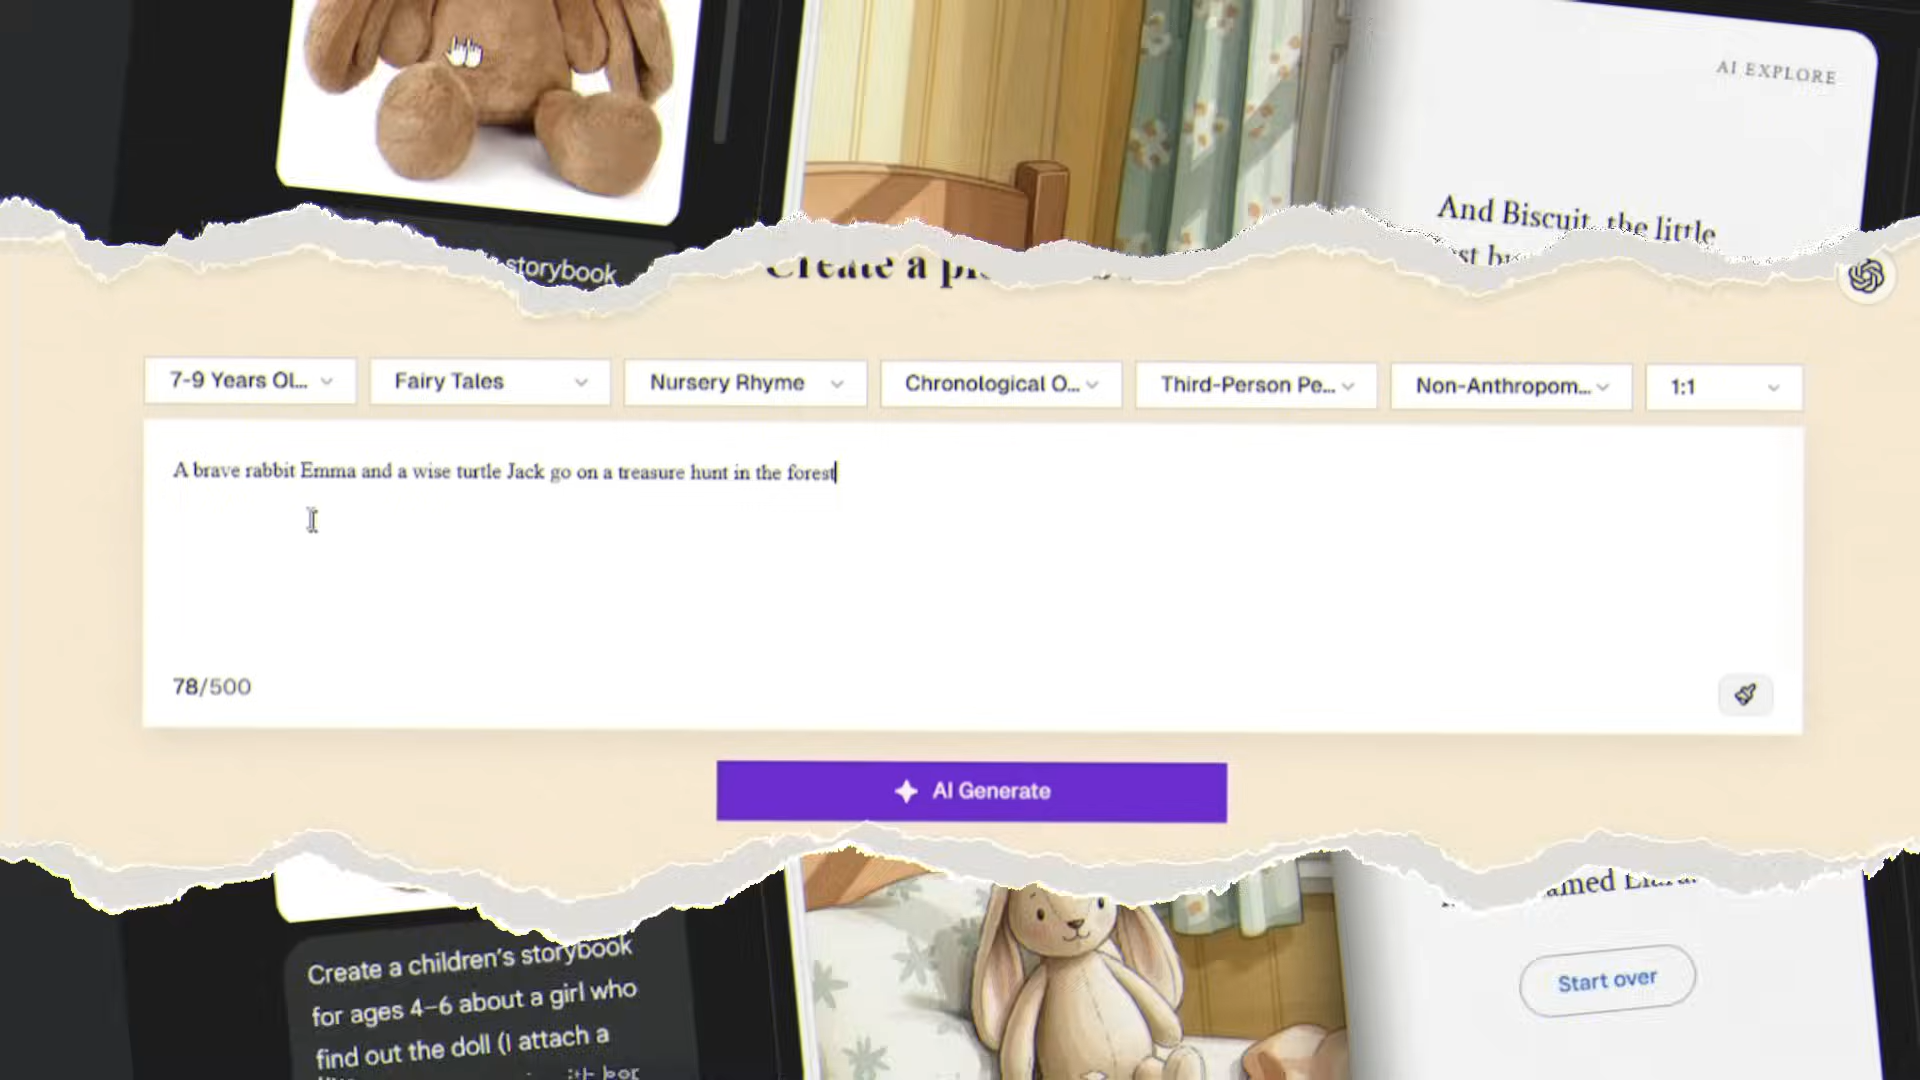 AI EXPLORE
And Biscuit, the little
storybook
Create a
7-9 Years Ol...
Fairy Tales
Nursery Rhyme
Chronological O...
Third-Person Pe...
Non-Anthropom...
1:1
A brave rabbit Emma and a wise turtle Jack go on a treasure hunt in the forest
78/500
AI Generate
Create a children's storybook
for ages 4–6 about a girl who
find out the doll (I attach a
Start over